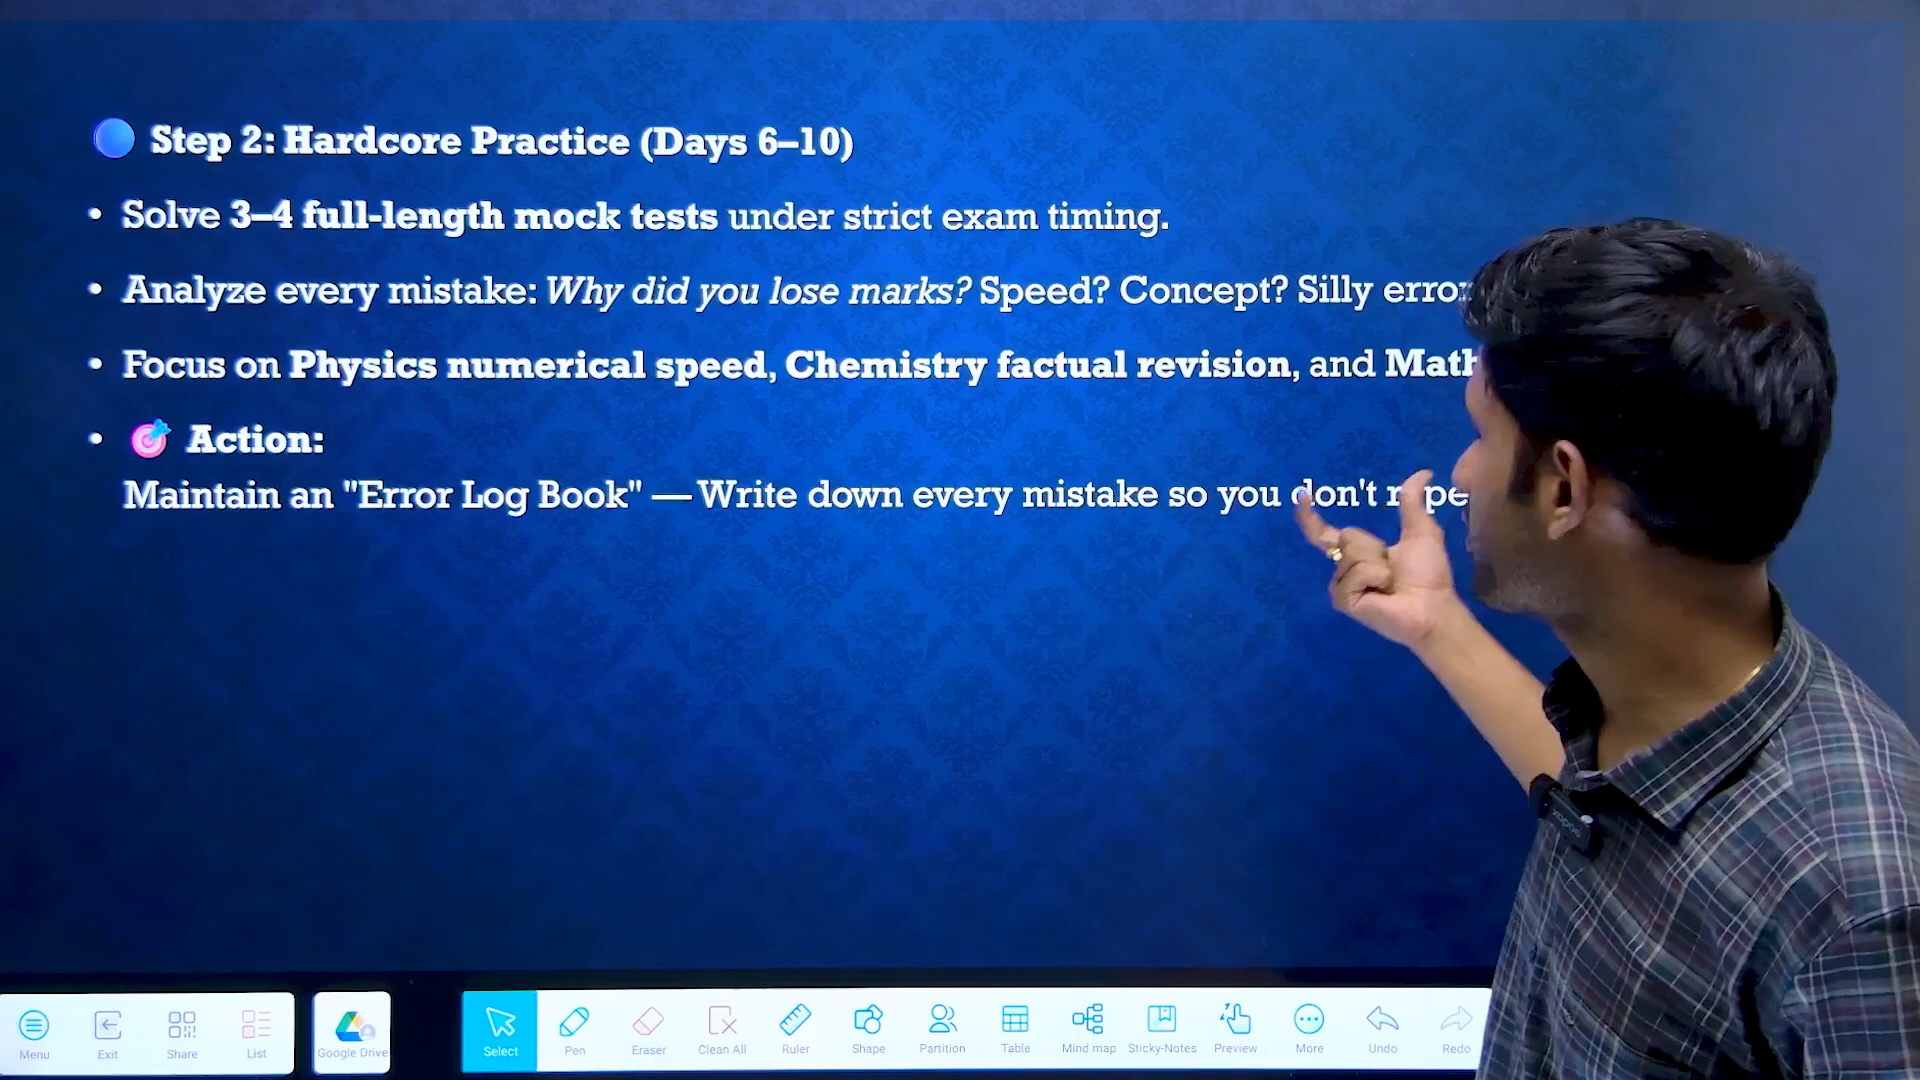 Step 2: Hardcore Practice (Days 6–10)
• Solve 3–4 full-length mock tests under strict exam timing.
• Analyze every mistake: Why did you lose marks? Speed? Concept? Silly
• Focus on Physics numerical speed, Chemistry factual revision, and
• Action:
Maintain an "Error Log Book" — Write down every mistake so you don't
Menu Exit Share List Google Drive Select Pen Eraser Clean All Ruler Shape Partition Table Mind map Sticky-Notes Preview More Undo Redo